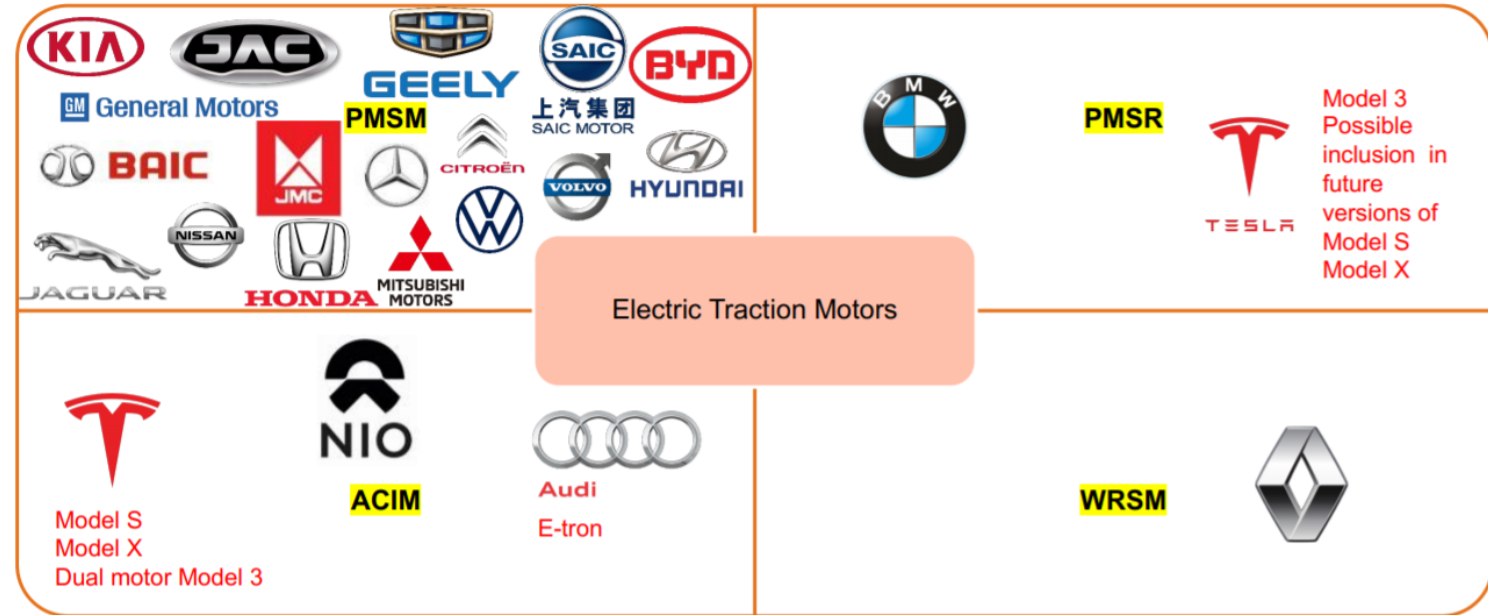 KIA
JAC
GEELY
SAIC
上汽集团
SAIC MOTOR
BYD
GM General Motors
PMSM
BAIC
JMC
CITROËN
VOLVO
HYUNDAI
NISSAN
JAGUAR
HONDA
MITSUBISHI
MOTORS
BMW
PMSR
TESLA
Model 3
Possible
inclusion in
future
versions of
Model S
Model X
Electric Traction Motors
NIO
ACIM
Model S
Model X
Dual motor Model 3
Audi
E-tron
WRSM